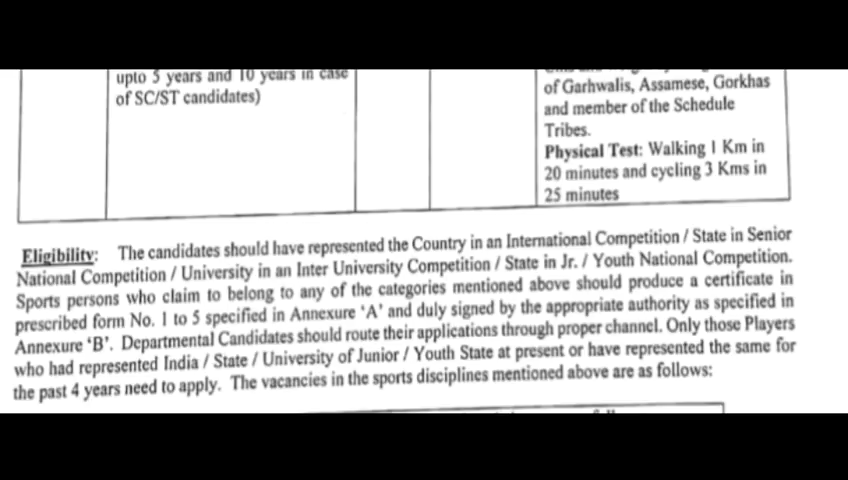 upto 5 years and 10 years in case
of SC/ST candidates)
of Garhwalis, Assamese, Gorkhas
and member of the Schedule
Tribes.
Physical Test: Walking 1 Km in
20 minutes and cycling 3 Kms in
25 minutes
Eligibility: The candidates should have represented the Country in an International Competition / State in Senior
National Competition / University in an Inter University Competition / State in Jr. / Youth National Competition.
Sports persons who claim to belong to any of the categories mentioned above should produce a certificate in
prescribed form No. 1 to 5 specified in Annexure ‘A’ and duly signed by the appropriate authority as specified in
Annexure ‘B’. Departmental Candidates should route their applications through proper channel. Only those Players
who had represented India / State / University of Junior / Youth State at present or have represented the same for
the past 4 years need to apply. The vacancies in the sports disciplines mentioned above are as follows: